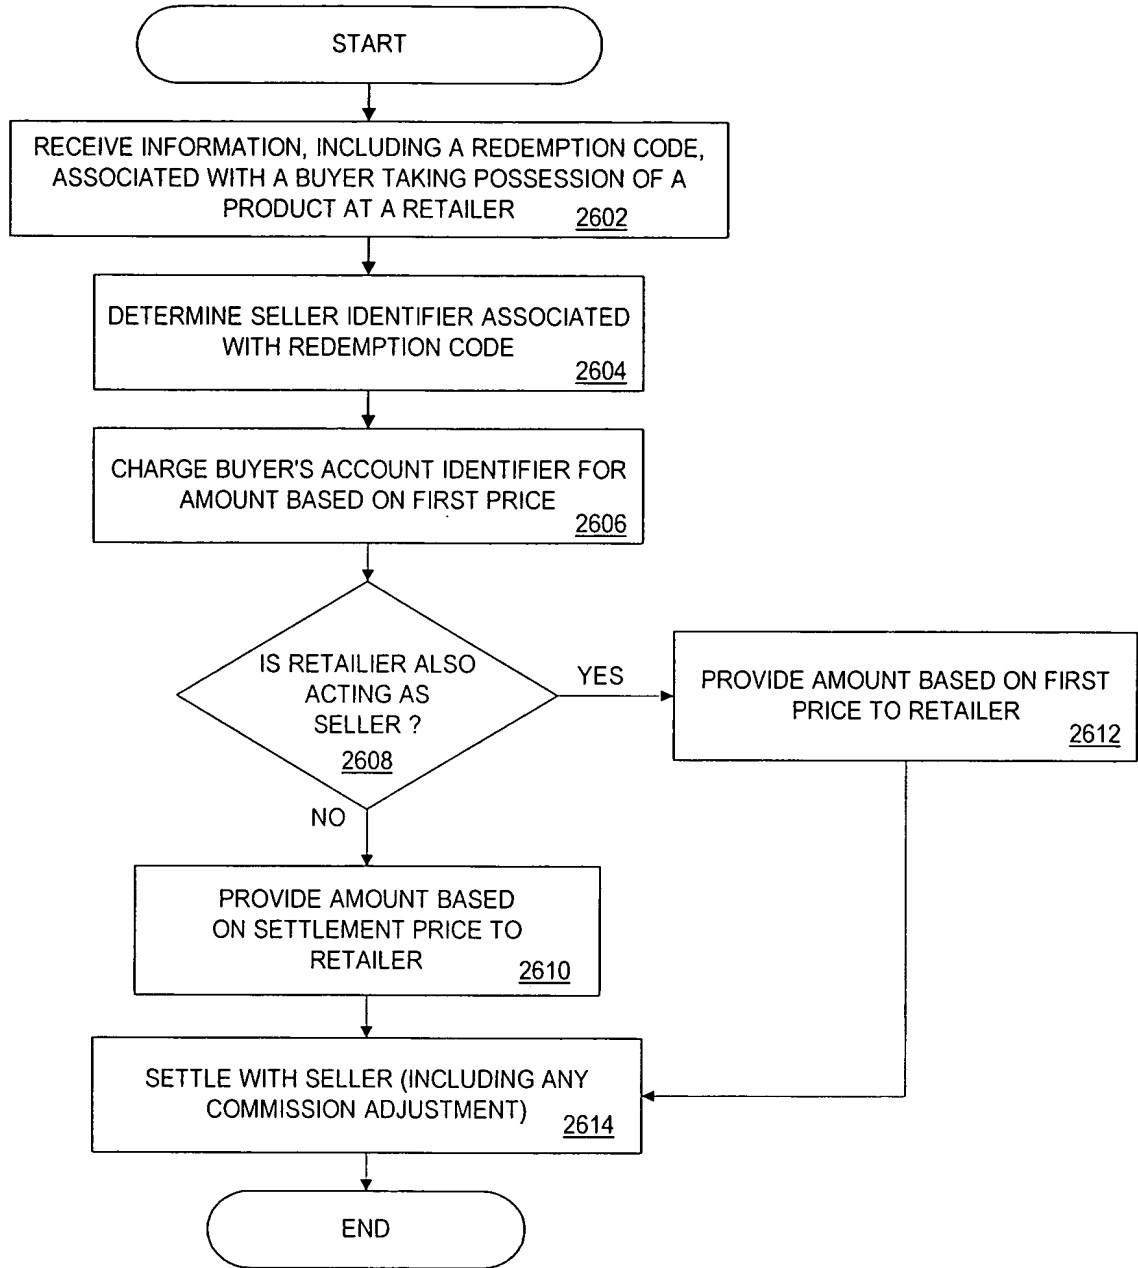 START
RECEIVE INFORMATION, INCLUDING A REDEMPTION CODE,
ASSOCIATED WITH A BUYER TAKING POSSESSION OF A
PRODUCT AT A RETAILER
2602
DETERMINE SELLER IDENTIFIER ASSOCIATED
WITH REDEMPTION CODE
2604
CHARGE BUYER'S ACCOUNT IDENTIFIER FOR
AMOUNT BASED ON FIRST PRICE
2606
IS RETAILIER ALSO
ACTING AS
SELLER ?
2608
YES
PROVIDE AMOUNT BASED ON FIRST
PRICE TO RETAILER
2612
NO
PROVIDE AMOUNT BASED
ON SETTLEMENT PRICE TO
RETAILER
2610
SETTLE WITH SELLER (INCLUDING ANY
COMMISSION ADJUSTMENT)
2614
END